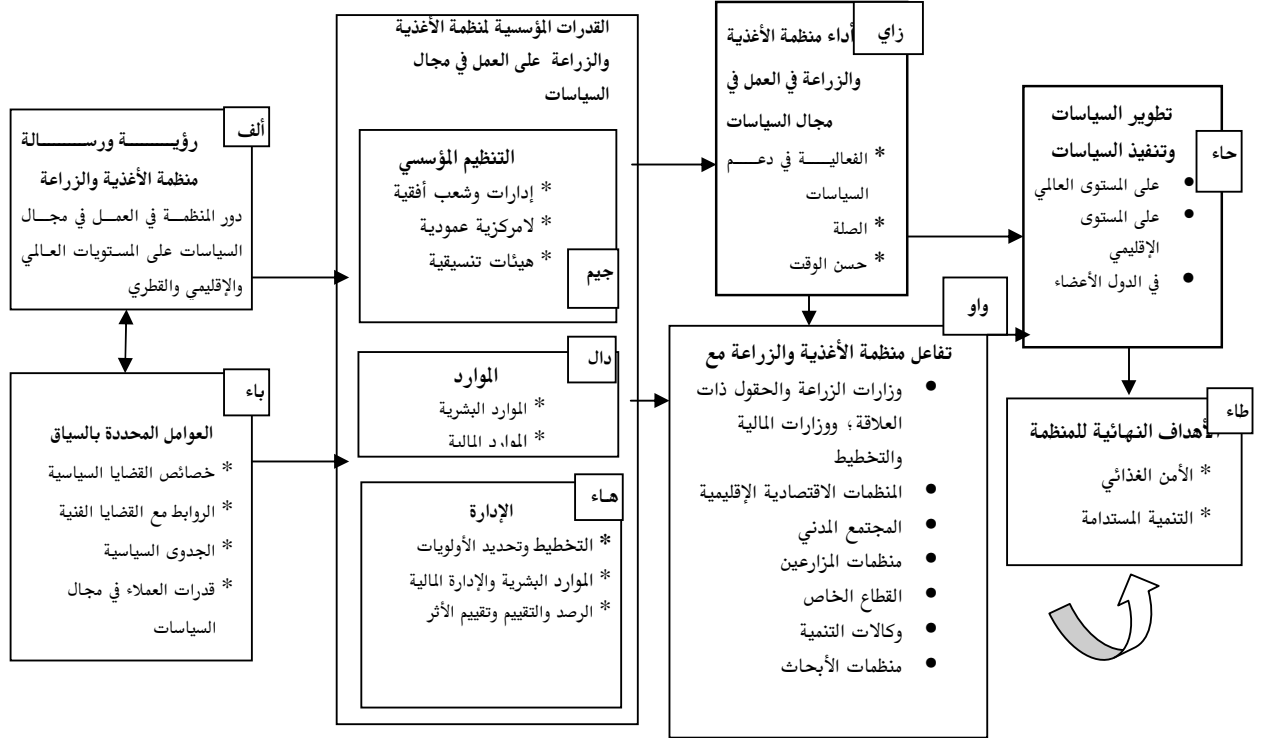 ألف
رؤيـــــــة ورســـــــالة
منظمة الأغذية والزراعة
دور المنظمـــة في العمـــل في مجـــال
السياسات على المستويات العـالمي
والإقليمي والقطري
باء
العوامل المحددة بالسياق
* خصائص القضايا السياسية
* الروابط مع القضايا الفنية
* الجدوى السياسية
* قدرات العملاء في مجال
السياسات
القدرات المؤسسية لمنظمة الأغذية
والزراعة على العمل في مجال
السياسات
التنظيم المؤسسي
* إدارات وشعب أفقية
* لامركزية عمودية
* هيئات تنسيقية
جيم
دال
الموارد
* الموارد البشرية
* الموارد المالية
هـاء
الإدارة
* التخطيط وتحديد الأولويات
* الموارد البشرية والإدارة المالية
* الرصد والتقييم وتقييم الأثر
زاي
أداء منظمة الأغذية
والزراعة في العمل في
مجال السياسات
* الفعاليـــة في دعـــم
السياسات
* الصلة
* حسن الوقت
واو
تفاعل منظمة الأغذية والزراعة مع
● وزارات الزراعة والحقول ذات
العلاقة؛ ووزارات المالية
والتخطيط
● المنظمات الاقتصادية الإقليمية
● المجتمع المدني
● منظمات المزارعين
● القطاع الخاص
● وكالات التنمية
● منظمات الأبحاث
حاء
تطوير السياسات
وتنفيذ السياسات
● على المستوى العالمي
● على المستوى
الإقليمي
● في الدول الأعضاء
طاء
الأهداف النهائية للمنظمة
* الأمن الغذائي
* التنمية المستدامة